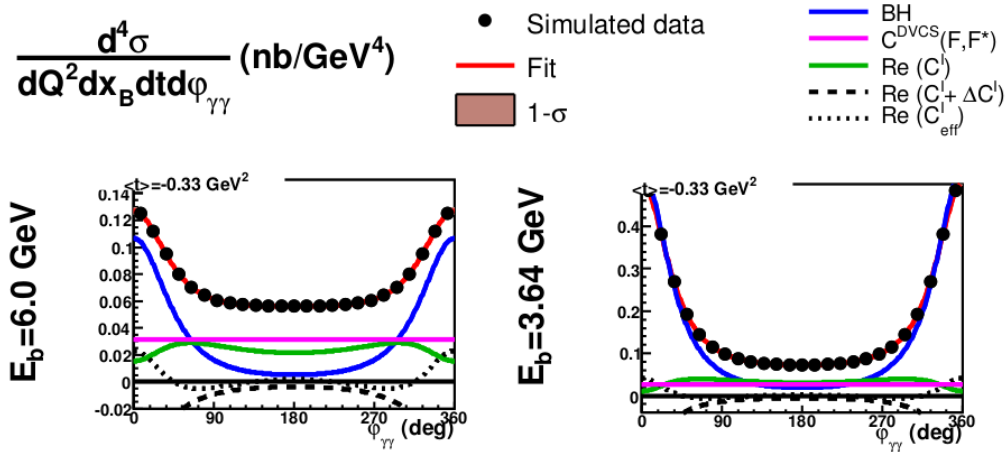 d⁴σ
dQ²dx_Bdtdφ_γγ (nb/GeV⁴)
Simulated data
Fit
1-σ
BH
C^DVCS(F,F*)
Re (C^I)
Re (C^I+ ΔC^I)
Re (C^I_eff)
E_b=6.0 GeV
<t>=-0.33 GeV²
0.14
0.12
0.1
0.08
0.06
0.04
0.02
0
-0.02
0 90 180 270 360
φ_γγ (deg)
E_b=3.64 GeV
<t>=-0.33 GeV²
0.4
0.3
0.2
0.1
0
0 90 180 270 360
φ_γγ (deg)